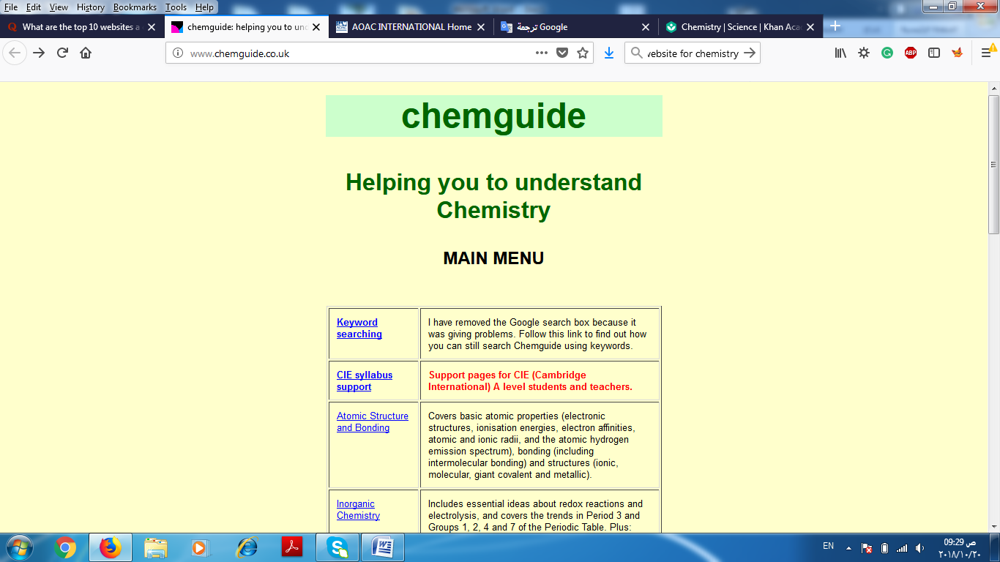 File Edit View History Bookmarks Tools Help
What are the top 10 websites a
chemguide: helping you to und
AOAC INTERNATIONAL Home
ترجمة Google
Chemistry | Science | Khan Aca
www.chemguide.co.uk
website for chemistry
ABP
chemguide
Helping you to understand
Chemistry
MAIN MENU
Keyword
searching
I have removed the Google search box because it
was giving problems. Follow this link to find out how
you can still search Chemguide using keywords.
CIE syllabus
support
Support pages for CIE (Cambridge
International) A level students and teachers.
Atomic Structure
and Bonding
Covers basic atomic properties (electronic
structures, ionisation energies, electron affinities,
atomic and ionic radii, and the atomic hydrogen
emission spectrum), bonding (including
intermolecular bonding) and structures (ionic,
molecular, giant covalent and metallic).
Inorganic
Chemistry
Includes essential ideas about redox reactions and
electrolysis, and covers the trends in Period 3 and
Groups 1, 2, 4 and 7 of the Periodic Table. Plus:
EN
09:29 ص
٢٠١٨/١٠/٢٠